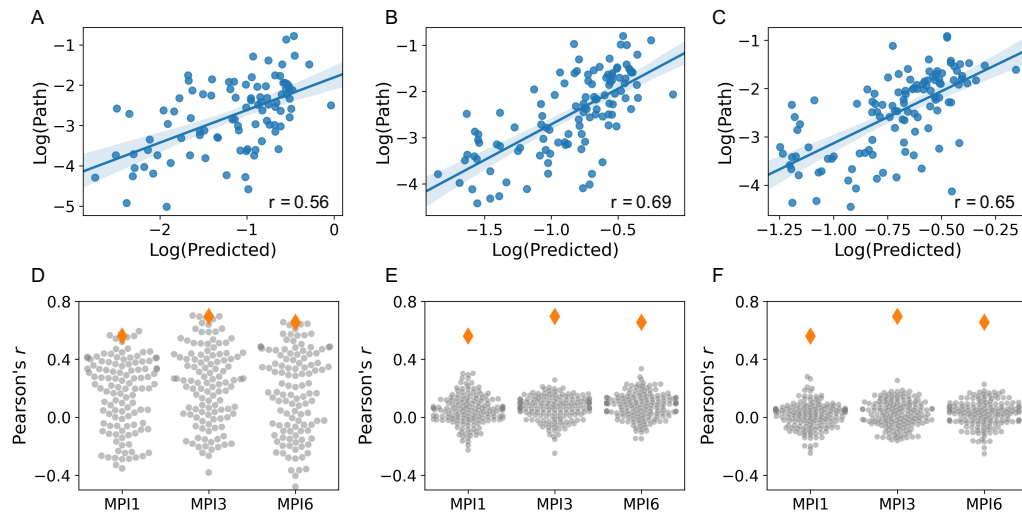 A
B
C
−1
−2
−3
−4
−5
Log(Path)
r = 0.56
−2
−1
0
Log(Predicted)
−1
−2
−3
−4
Log(Path)
r = 0.69
−1.5
−1.0
−0.5
Log(Predicted)
−1
−2
−3
−4
Log(Path)
r = 0.65
−1.25
−1.00
−0.75
−0.50
−0.25
Log(Predicted)
D
E
F
0.8
0.4
0.0
−0.4
Pearson's r
MPI1
MPI3
MPI6
0.8
0.4
0.0
−0.4
Pearson's r
MPI1
MPI3
MPI6
0.8
0.4
0.0
−0.4
Pearson's r
MPI1
MPI3
MPI6